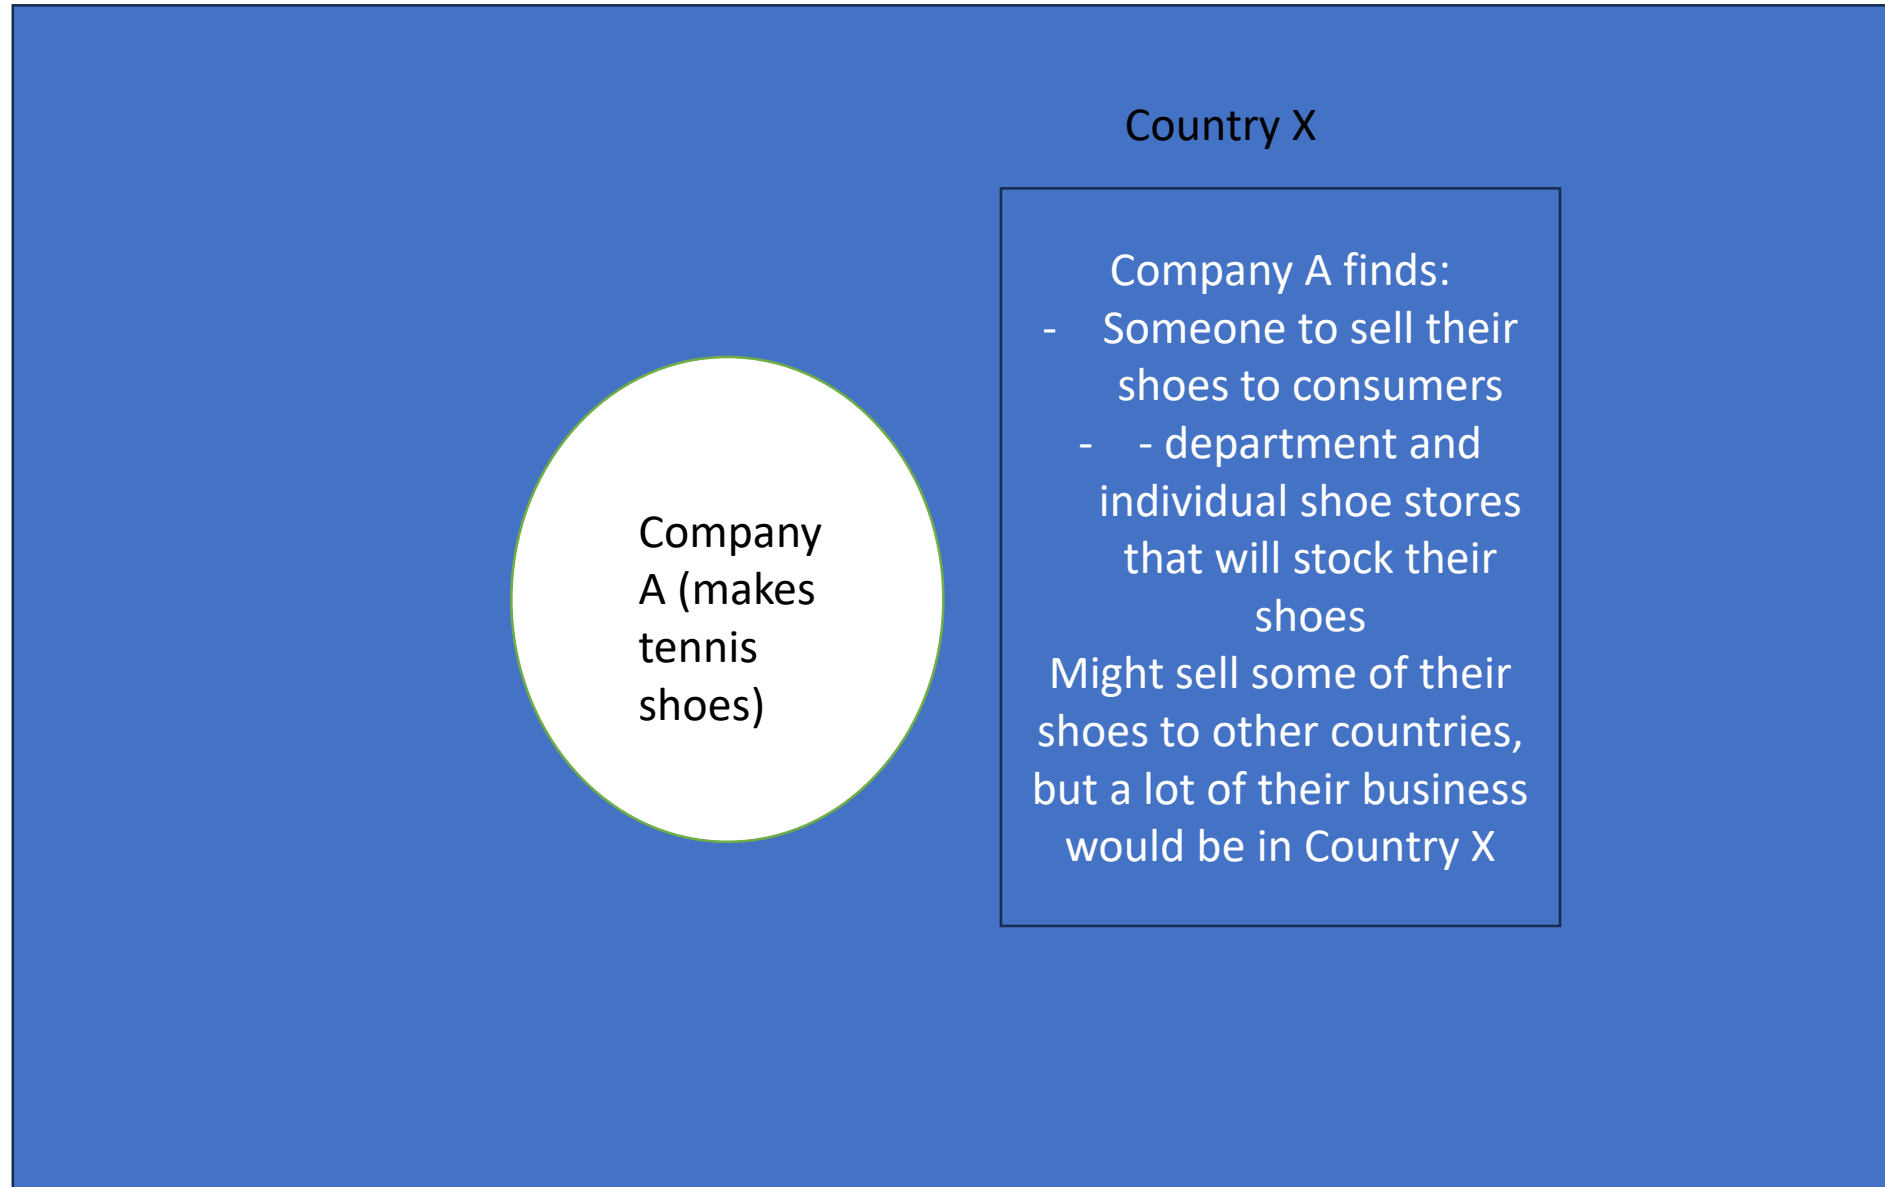 Country X
Company A finds:
- Someone to sell their
shoes to consumers
- - department and
individual shoe stores
that will stock their
shoes
Might sell some of their
shoes to other countries,
but a lot of their business
would be in Country X
Company
A (makes
tennis
shoes)